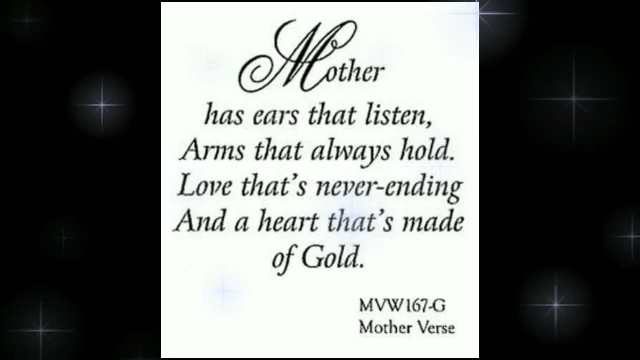 Mother
has ears that listen,
Arms that always hold.
Love that's never-ending
And a heart that's made
of Gold.
MVW167-G
Mother Verse